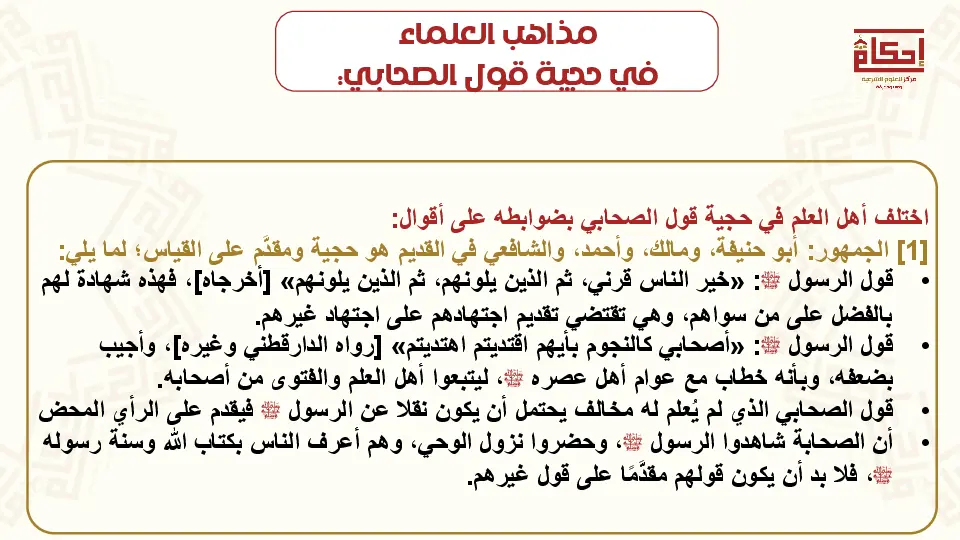 مذاهب العلماء
في حجية قول الصحابي:
إحكام
مركز للعلوم الشرعية
اختلف أهل العلم في حجية قول الصحابي بضوابطه على أقوال:
[1] الجمهور: أبو حنيفة، ومالك، وأحمد، والشافعي في القديم هو حجية ومقدَّم على القياس؛ لما يلي:
• قول الرسول ﷺ: «خير الناس قرني، ثم الذين يلونهم، ثم الذين يلونهم» [أخرجاه]، فهذه شهادة لهم
بالفضل على من سواهم، وهي تقتضي تقديم اجتهادهم على اجتهاد غيرهم.
• قول الرسول ﷺ: «أصحابي كالنجوم بأيهم اقتديتم اهتديتم» [رواه الدارقطني وغيره]، وأجيب
بضعفه، وبأنه خطاب مع عوام أهل عصره ﷺ، ليتبعوا أهل العلم والفتوى من أصحابه.
• قول الصحابي الذي لم يُعلم له مخالف يحتمل أن يكون نقلا عن الرسول ﷺ فيقدم على الرأي المحض
• أن الصحابة شاهدوا الرسول ﷺ، وحضروا نزول الوحي، وهم أعرف الناس بكتاب الله وسنة رسوله
ﷺ، فلا بد أن يكون قولهم مقدَّمًا على قول غيرهم.